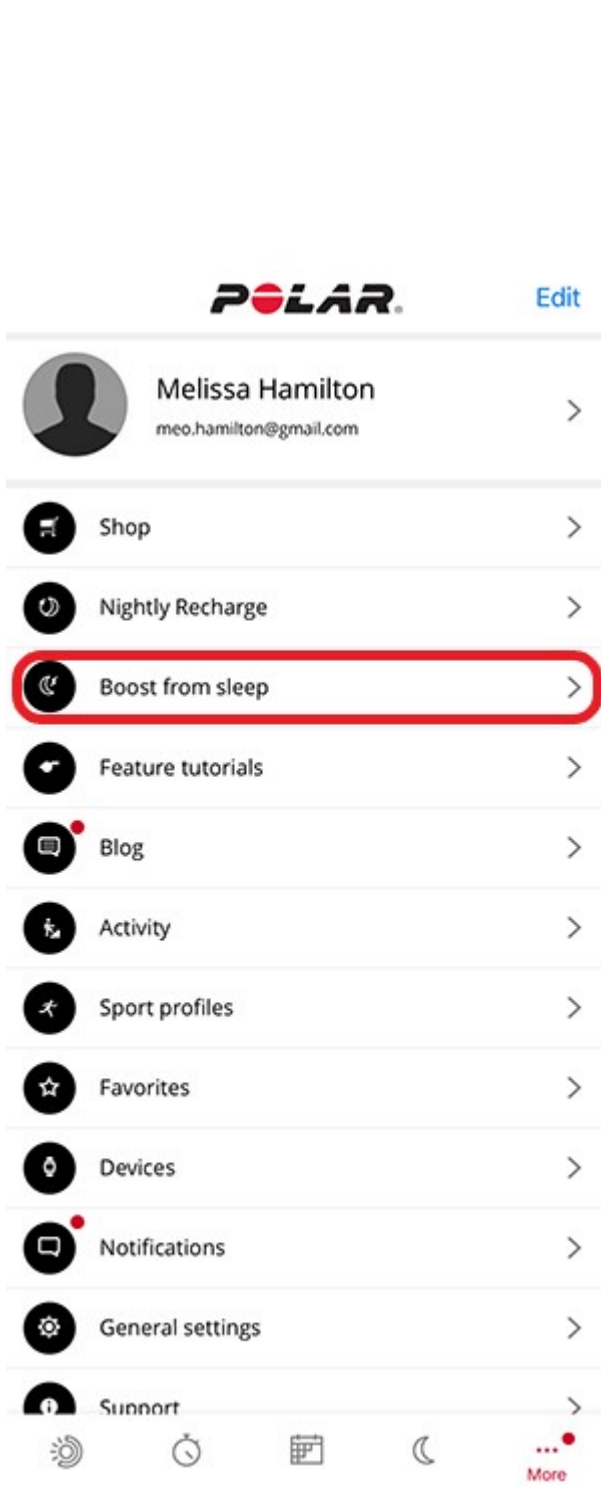 POLAR®
Edit
Melissa Hamilton
meo.hamilton@gmail.com
Shop
Nightly Recharge
Boost from sleep
Feature tutorials
Blog
Activity
Sport profiles
Favorites
Devices
Notifications
General settings
Support
More